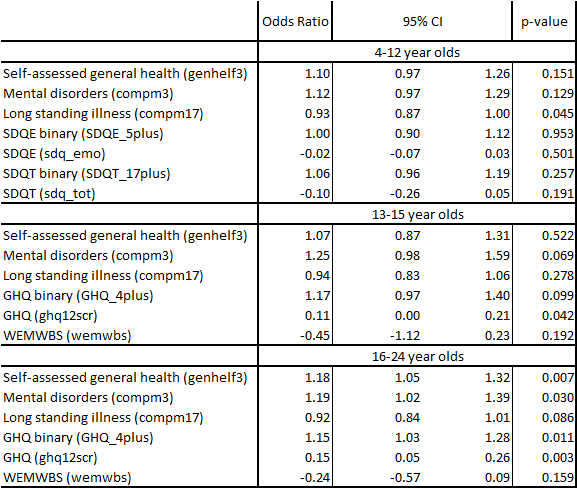 Odds Ratio 95% CI p-value
4-12 year olds
Self-assessed general health (genhelf3) 1.10 0.97 1.26 0.151
Mental disorders (compm3) 1.12 0.97 1.29 0.129
Long standing illness (compm17) 0.93 0.87 1.00 0.045
SDQE binary (SDQE_5plus) 1.00 0.90 1.12 0.953
SDQE (sdq_emo) -0.02 -0.07 0.03 0.501
SDQT binary (SDQT_17plus) 1.06 0.96 1.19 0.257
SDQT (sdq_tot) -0.10 -0.26 0.05 0.191
13-15 year olds
Self-assessed general health (genhelf3) 1.07 0.87 1.31 0.522
Mental disorders (compm3) 1.25 0.98 1.59 0.069
Long standing illness (compm17) 0.94 0.83 1.06 0.278
GHQ binary (GHQ_4plus) 1.17 0.97 1.40 0.099
GHQ (ghq12scr) 0.11 0.00 0.21 0.042
WEMWBS (wemwbs) -0.45 -1.12 0.23 0.192
16-24 year olds
Self-assessed general health (genhelf3) 1.18 1.05 1.32 0.007
Mental disorders (compm3) 1.19 1.02 1.39 0.030
Long standing illness (compm17) 0.92 0.84 1.01 0.086
GHQ binary (GHQ_4plus) 1.15 1.03 1.28 0.011
GHQ (ghq12scr) 0.15 0.05 0.26 0.003
WEMWBS (wemwbs) -0.24 -0.57 0.09 0.159